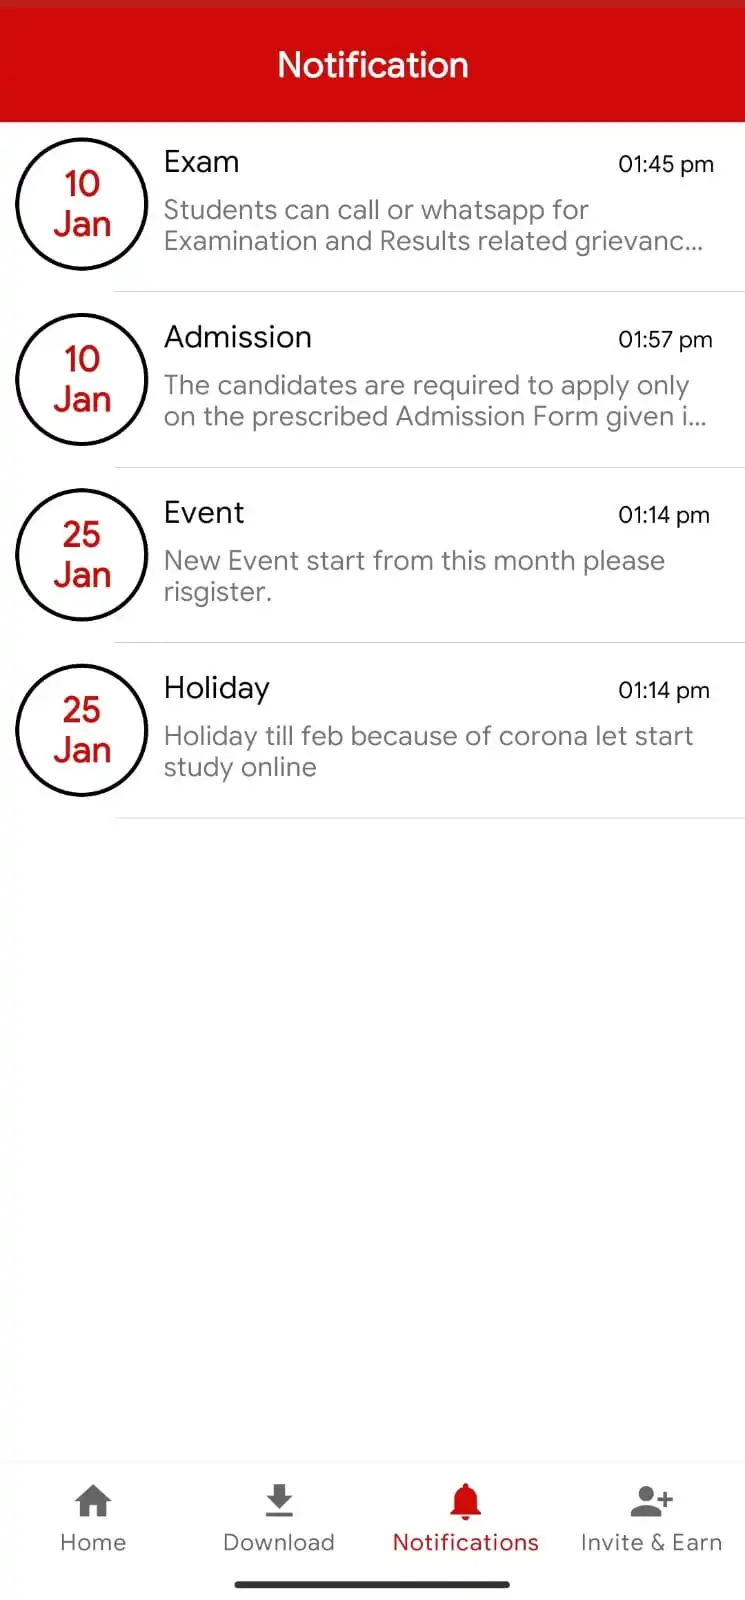 Notification
10
Jan
Exam
01:45 pm
Students can call or whatsapp for
Examination and Results related grievanc...
10
Jan
Admission
01:57 pm
The candidates are required to apply only
on the prescribed Admission Form given i...
25
Jan
Event
01:14 pm
New Event start from this month please
risgister.
25
Jan
Holiday
01:14 pm
Holiday till feb because of corona let start
study online
Home
Download
Notifications
Invite & Earn